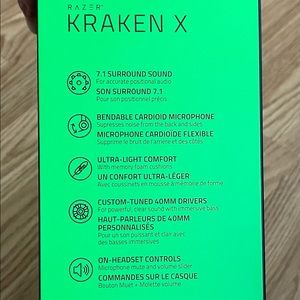 RAZER
KRAKEN X
7.1 SURROUND SOUND
For accurate positional audio
SON SURROUND 7.1
Pour son positionnel précis
BENDABLE CARDIOID MICROPHONE
Supresses noise from the back and sides
MICROPHONE CARDIOÏDE FLEXIBLE
Supprime le bruit de l'arrière et des côtés
ULTRA-LIGHT COMFORT
With memory foam cushions
UN CONFORT ULTRA-LÉGER
Avec coussinets en mousse à mémoire de forme
CUSTOM-TUNED 40MM DRIVERS
For powerful, clear sound with immersive bass
HAUT-PARLEURS DE 40MM
PERSONNALISÉS
Pour un son puissant et clair avec
des basses immersives
ON-HEADSET CONTROLS
Microphone mute and volume slider
COMMANDES SUR LE CASQUE
Bouton Muet + Molette volume